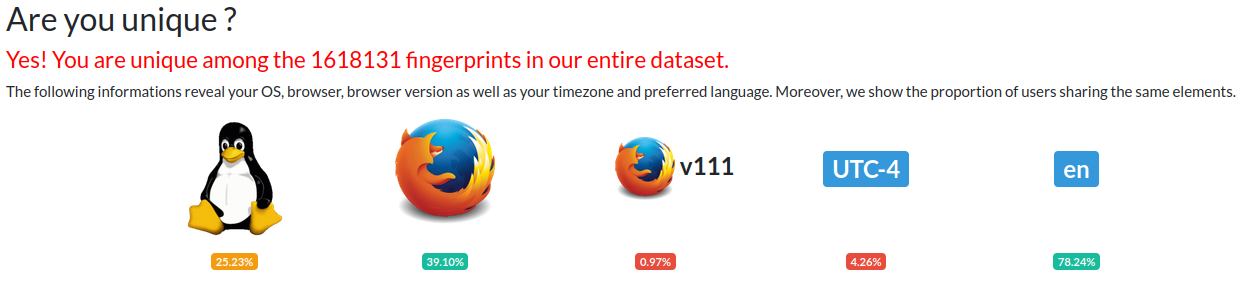 Are you unique ?
Yes! You are unique among the 1618131 fingerprints in our entire dataset.
The following informations reveal your OS, browser, browser version as well as your timezone and preferred language. Moreover, we show the proportion of users sharing the same elements.
v111 UTC-4 en
25.23% 39.10% 0.97% 4.26% 78.24%